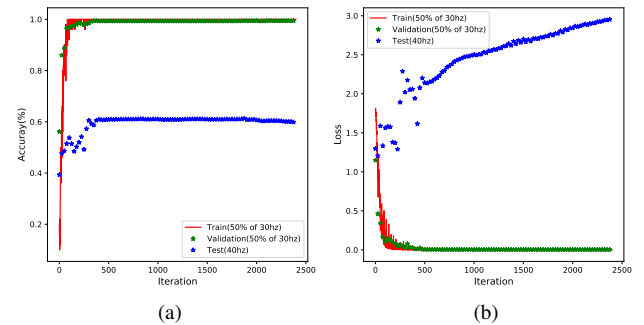 1.0
0.8
0.6
0.4
0.2
Accuray(%)
0
500
1000
1500
2000
2500
Iteration
Train(50% of 30hz)
Validation(50% of 30hz)
Test(40hz)
(a)
3.0
2.5
2.0
1.5
1.0
0.5
0.0
Loss
0
500
1000
1500
2000
2500
Iteration
Train(50% of 30hz)
Validation(50% of 30hz)
Test(40hz)
(b)